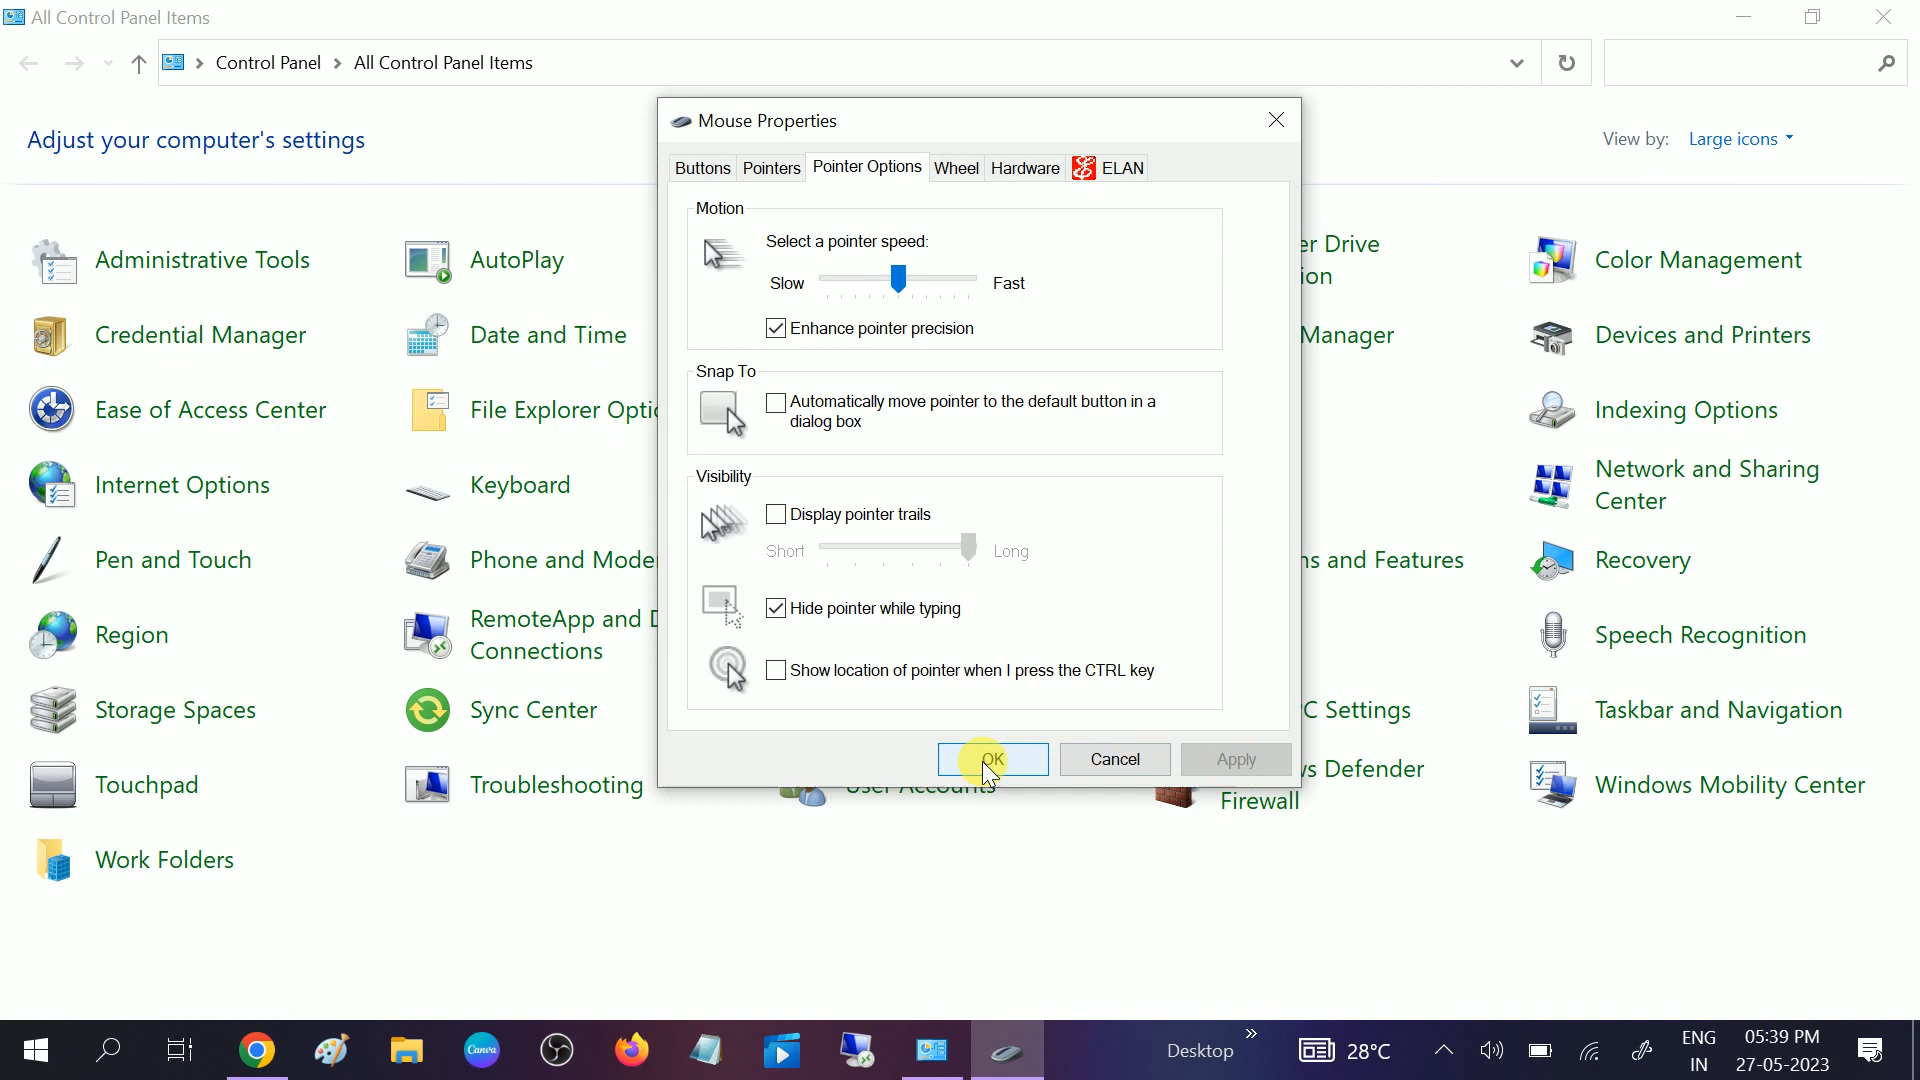 All Control Panel Items
Control Panel > All Control Panel Items
Adjust your computer's settings
View by: Large icons
Mouse Properties
Buttons Pointers Pointer Options Wheel Hardware ELAN
Motion
Select a pointer speed:
Slow Fast
Enhance pointer precision
Snap To
Automatically move pointer to the default button in a
dialog box
Visibility
Display pointer trails
Short Long
Hide pointer while typing
Show location of pointer when I press the CTRL key
OK Cancel Apply
Administrative Tools
AutoPlay
Drive
Color Management
Credential Manager
Date and Time
Manager
Devices and Printers
Ease of Access Center
File Explorer
Indexing Options
Internet Options
Keyboard
Network and Sharing
Center
Pen and Touch
Phone and
and Features
Recovery
Region
RemoteApp and
Connections
Speech Recognition
Storage Spaces
Sync Center
Settings
Taskbar and Navigation
Touchpad
Troubleshooting
User Accounts
Defender
Firewall
Windows Mobility Center
Work Folders
Canva
Desktop
»
28°C
ENG
IN
05:39 PM
27-05-2023